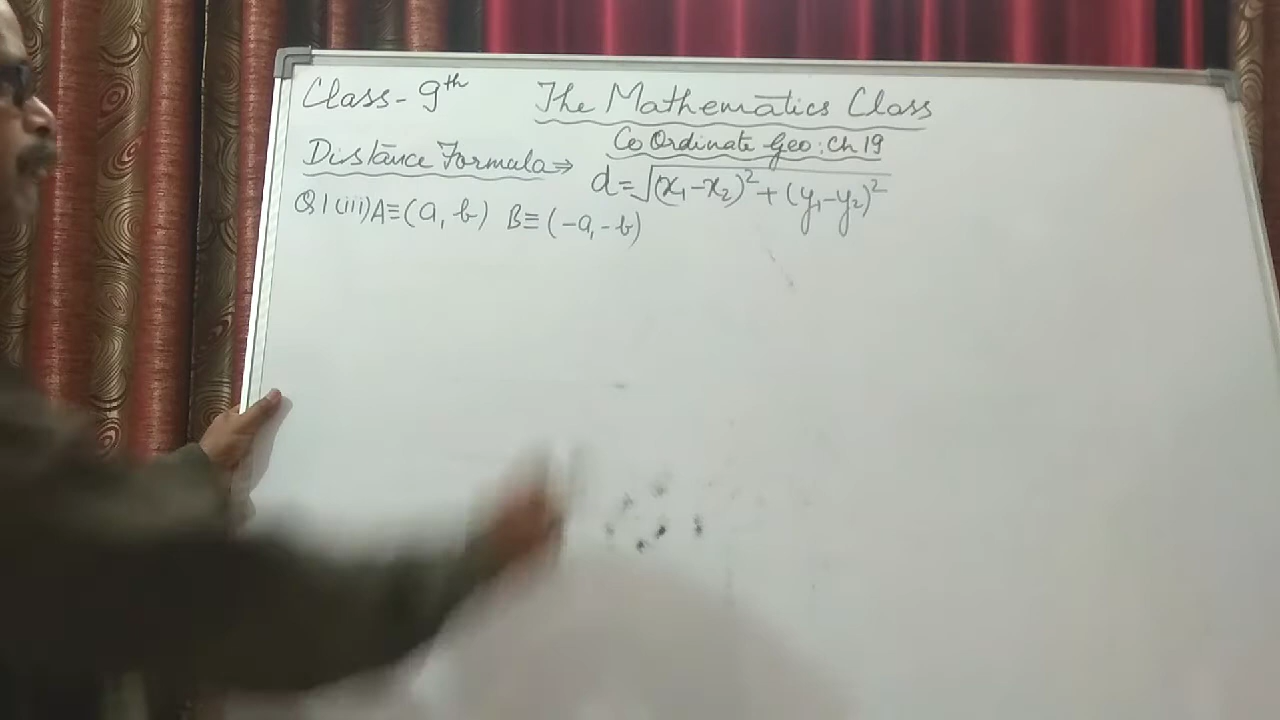 Class- 9th The Mathematics Class
Co Ordinate Geo: Ch 19
Distance Formula ⇒ d=√(x₁-x₂)²+(y₁-y₂)²
Q1(iii) A≡(a, b) B≡(-a,-b)